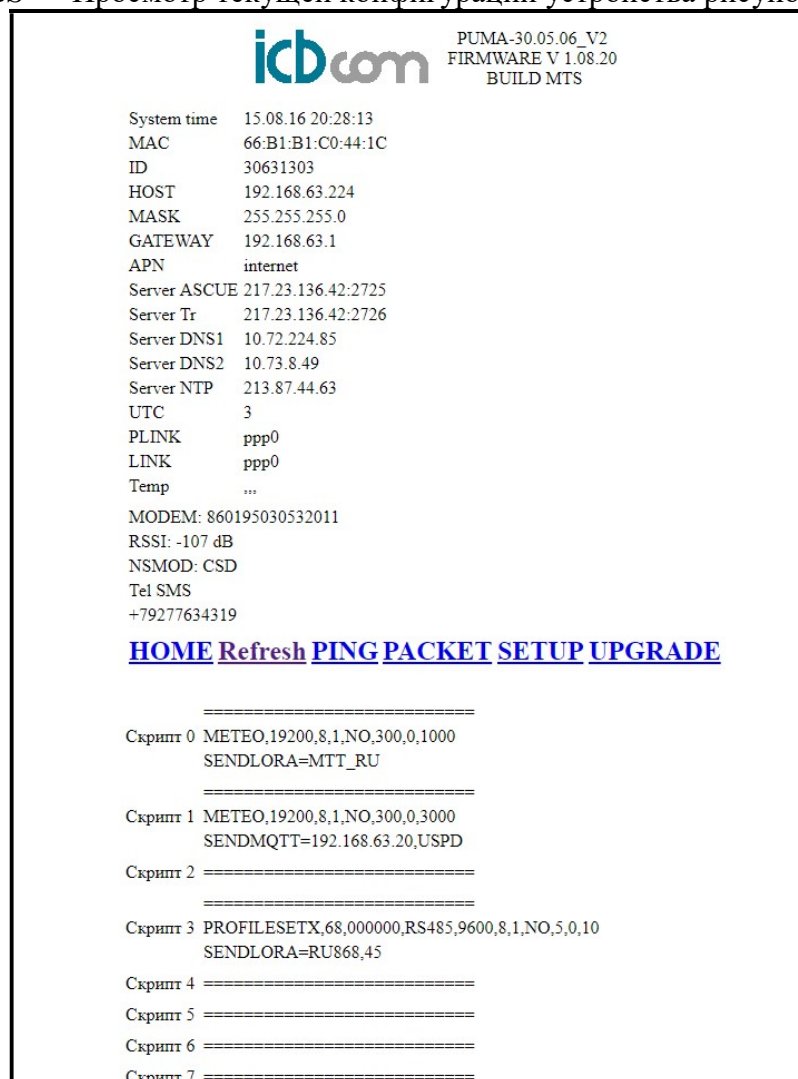 Просмотр текущей конфигурации устройства
icbcom
PUMA-30.05.06_V2
FIRMWARE V 1.08.20
BUILD MTS
System time 15.08.16 20:28:13
MAC 66:B1:B1:C0:44:1C
ID 30631303
HOST 192.168.63.224
MASK 255.255.255.0
GATEWAY 192.168.63.1
APN internet
Server ASCUE 217.23.136.42:2725
Server Tr 217.23.136.42:2726
Server DNS1 10.72.224.85
Server DNS2 10.73.8.49
Server NTP 213.87.44.63
UTC 3
PLINK ppp0
LINK ppp0
Temp ,,,
MODEM: 860195030532011
RSSI: -107 dB
NSMOD: CSD
Tel SMS
+79277634319
HOME Refresh PING PACKET SETUP UPGRADE
===========================
Скрипт 0 METEO,19200,8,1,NO,300,0,1000
SENDLORA=MTT_RU
===========================
Скрипт 1 METEO,19200,8,1,NO,300,0,3000
SENDMQTT=192.168.63.20,USPD
Скрипт 2 ===========================
===========================
Скрипт 3 PROFILESETX,68,000000,RS485,9600,8,1,NO,5,0,10
SENDLORA=RU868,45
Скрипт 4 ===========================
Скрипт 5 ===========================
Скрипт 6 ===========================
Скрипт 7 ===========================